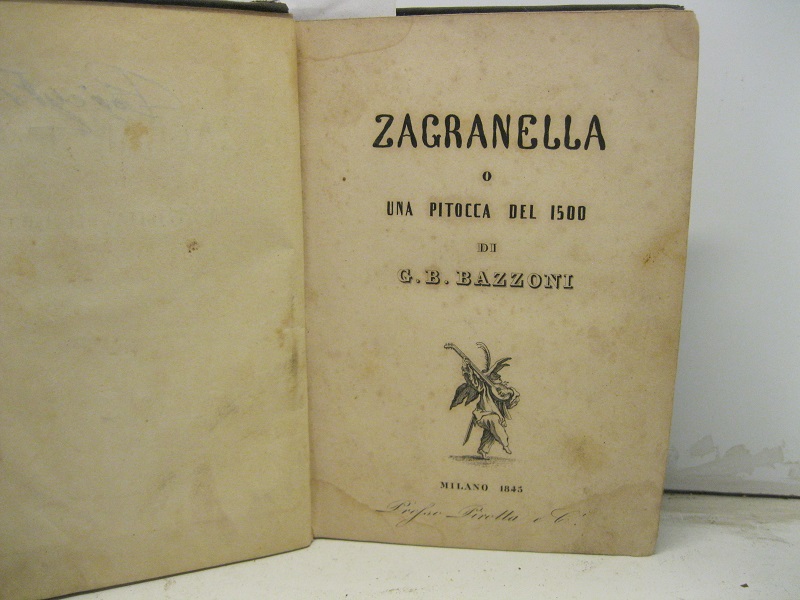 ZAGRANELLA
O
UNA PITOCCA DEL 1500
DI
G. B. BAZZONI
MILANO 1845
Presso Pirotta e C.